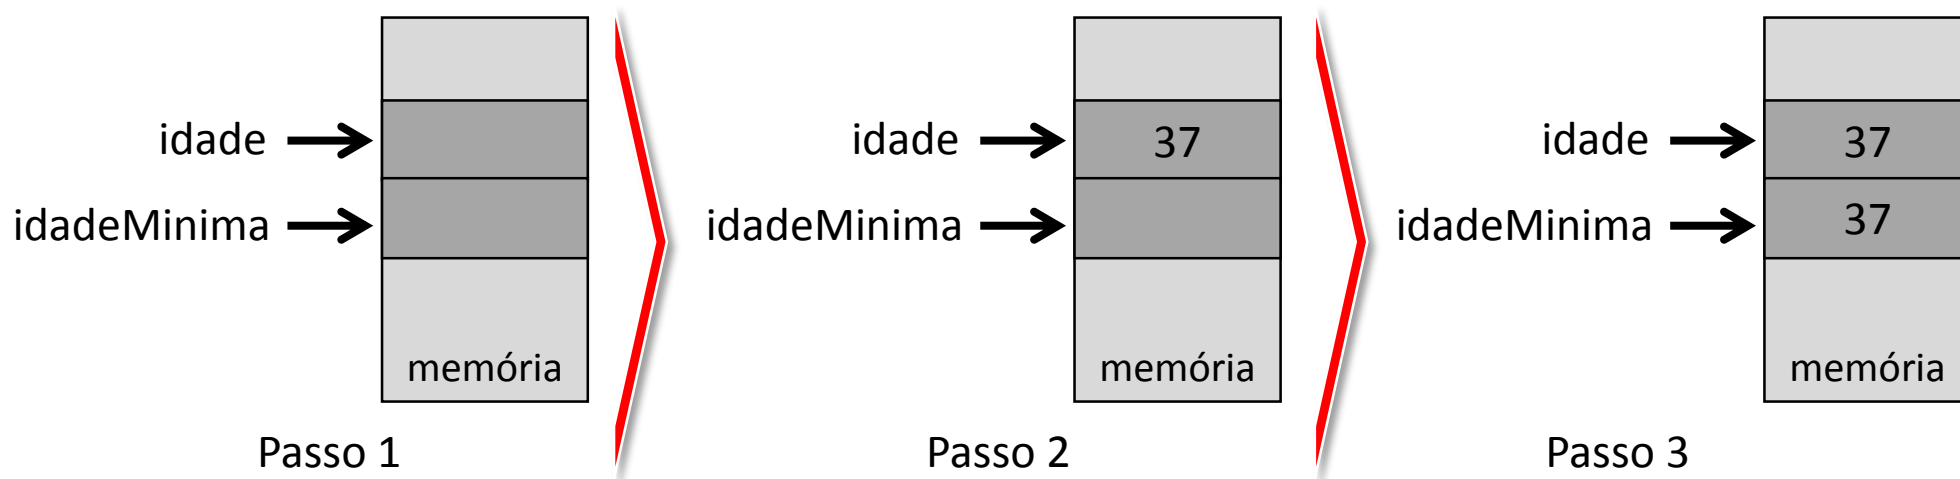 idade
idadeMinima
memória
Passo 1
idade
37
idadeMinima
memória
Passo 2
idade
37
idadeMinima
37
memória
Passo 3